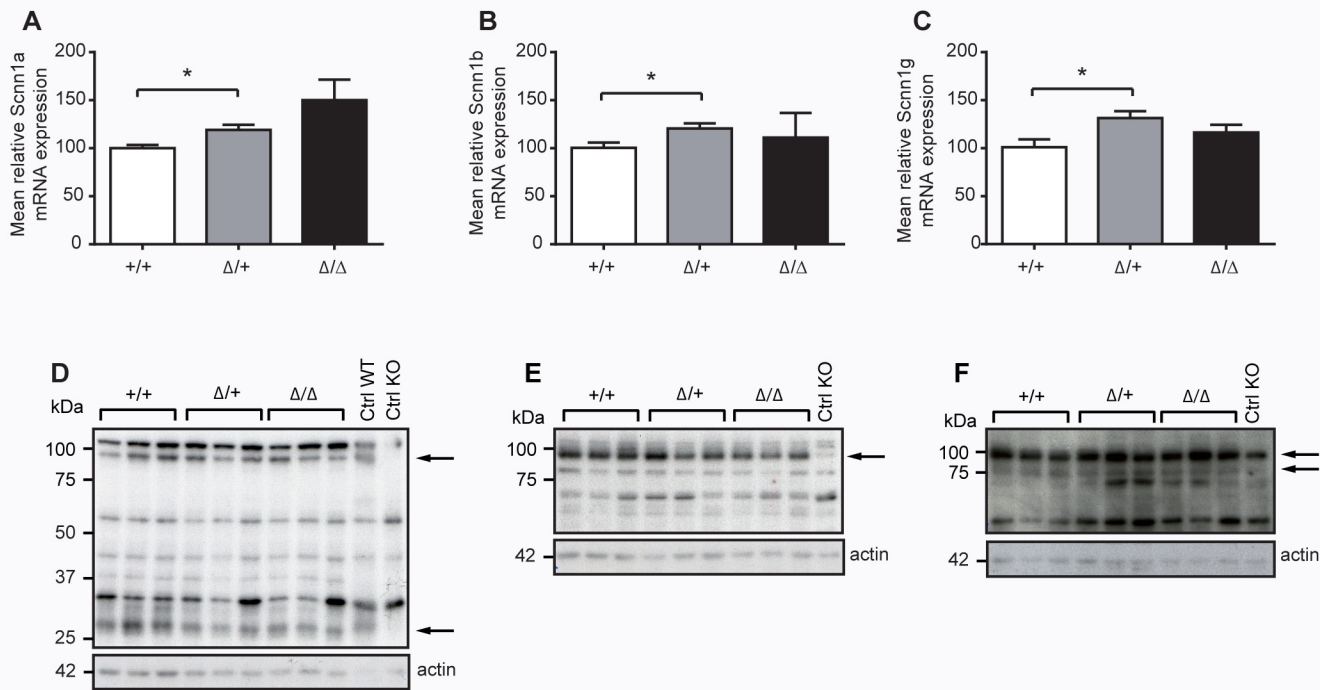 A
Mean relative Scnn1a
mRNA expression
200
150
100
50
0
*
+/+
Δ/+
Δ/Δ
B
Mean relative Scnn1b
mRNA expression
200
150
100
50
0
*
+/+
Δ/+
Δ/Δ
C
Mean relative Scnn1g
mRNA expression
200
150
100
50
0
*
+/+
Δ/+
Δ/Δ
D
kDa
+/+
Δ/+
Δ/Δ
Ctrl WT
Ctrl KO
100
75
50
37
25
42
actin
E
kDa
+/+
Δ/+
Δ/Δ
Ctrl KO
100
75
42
actin
F
kDa
+/+
Δ/+
Δ/Δ
Ctrl KO
100
75
42
actin